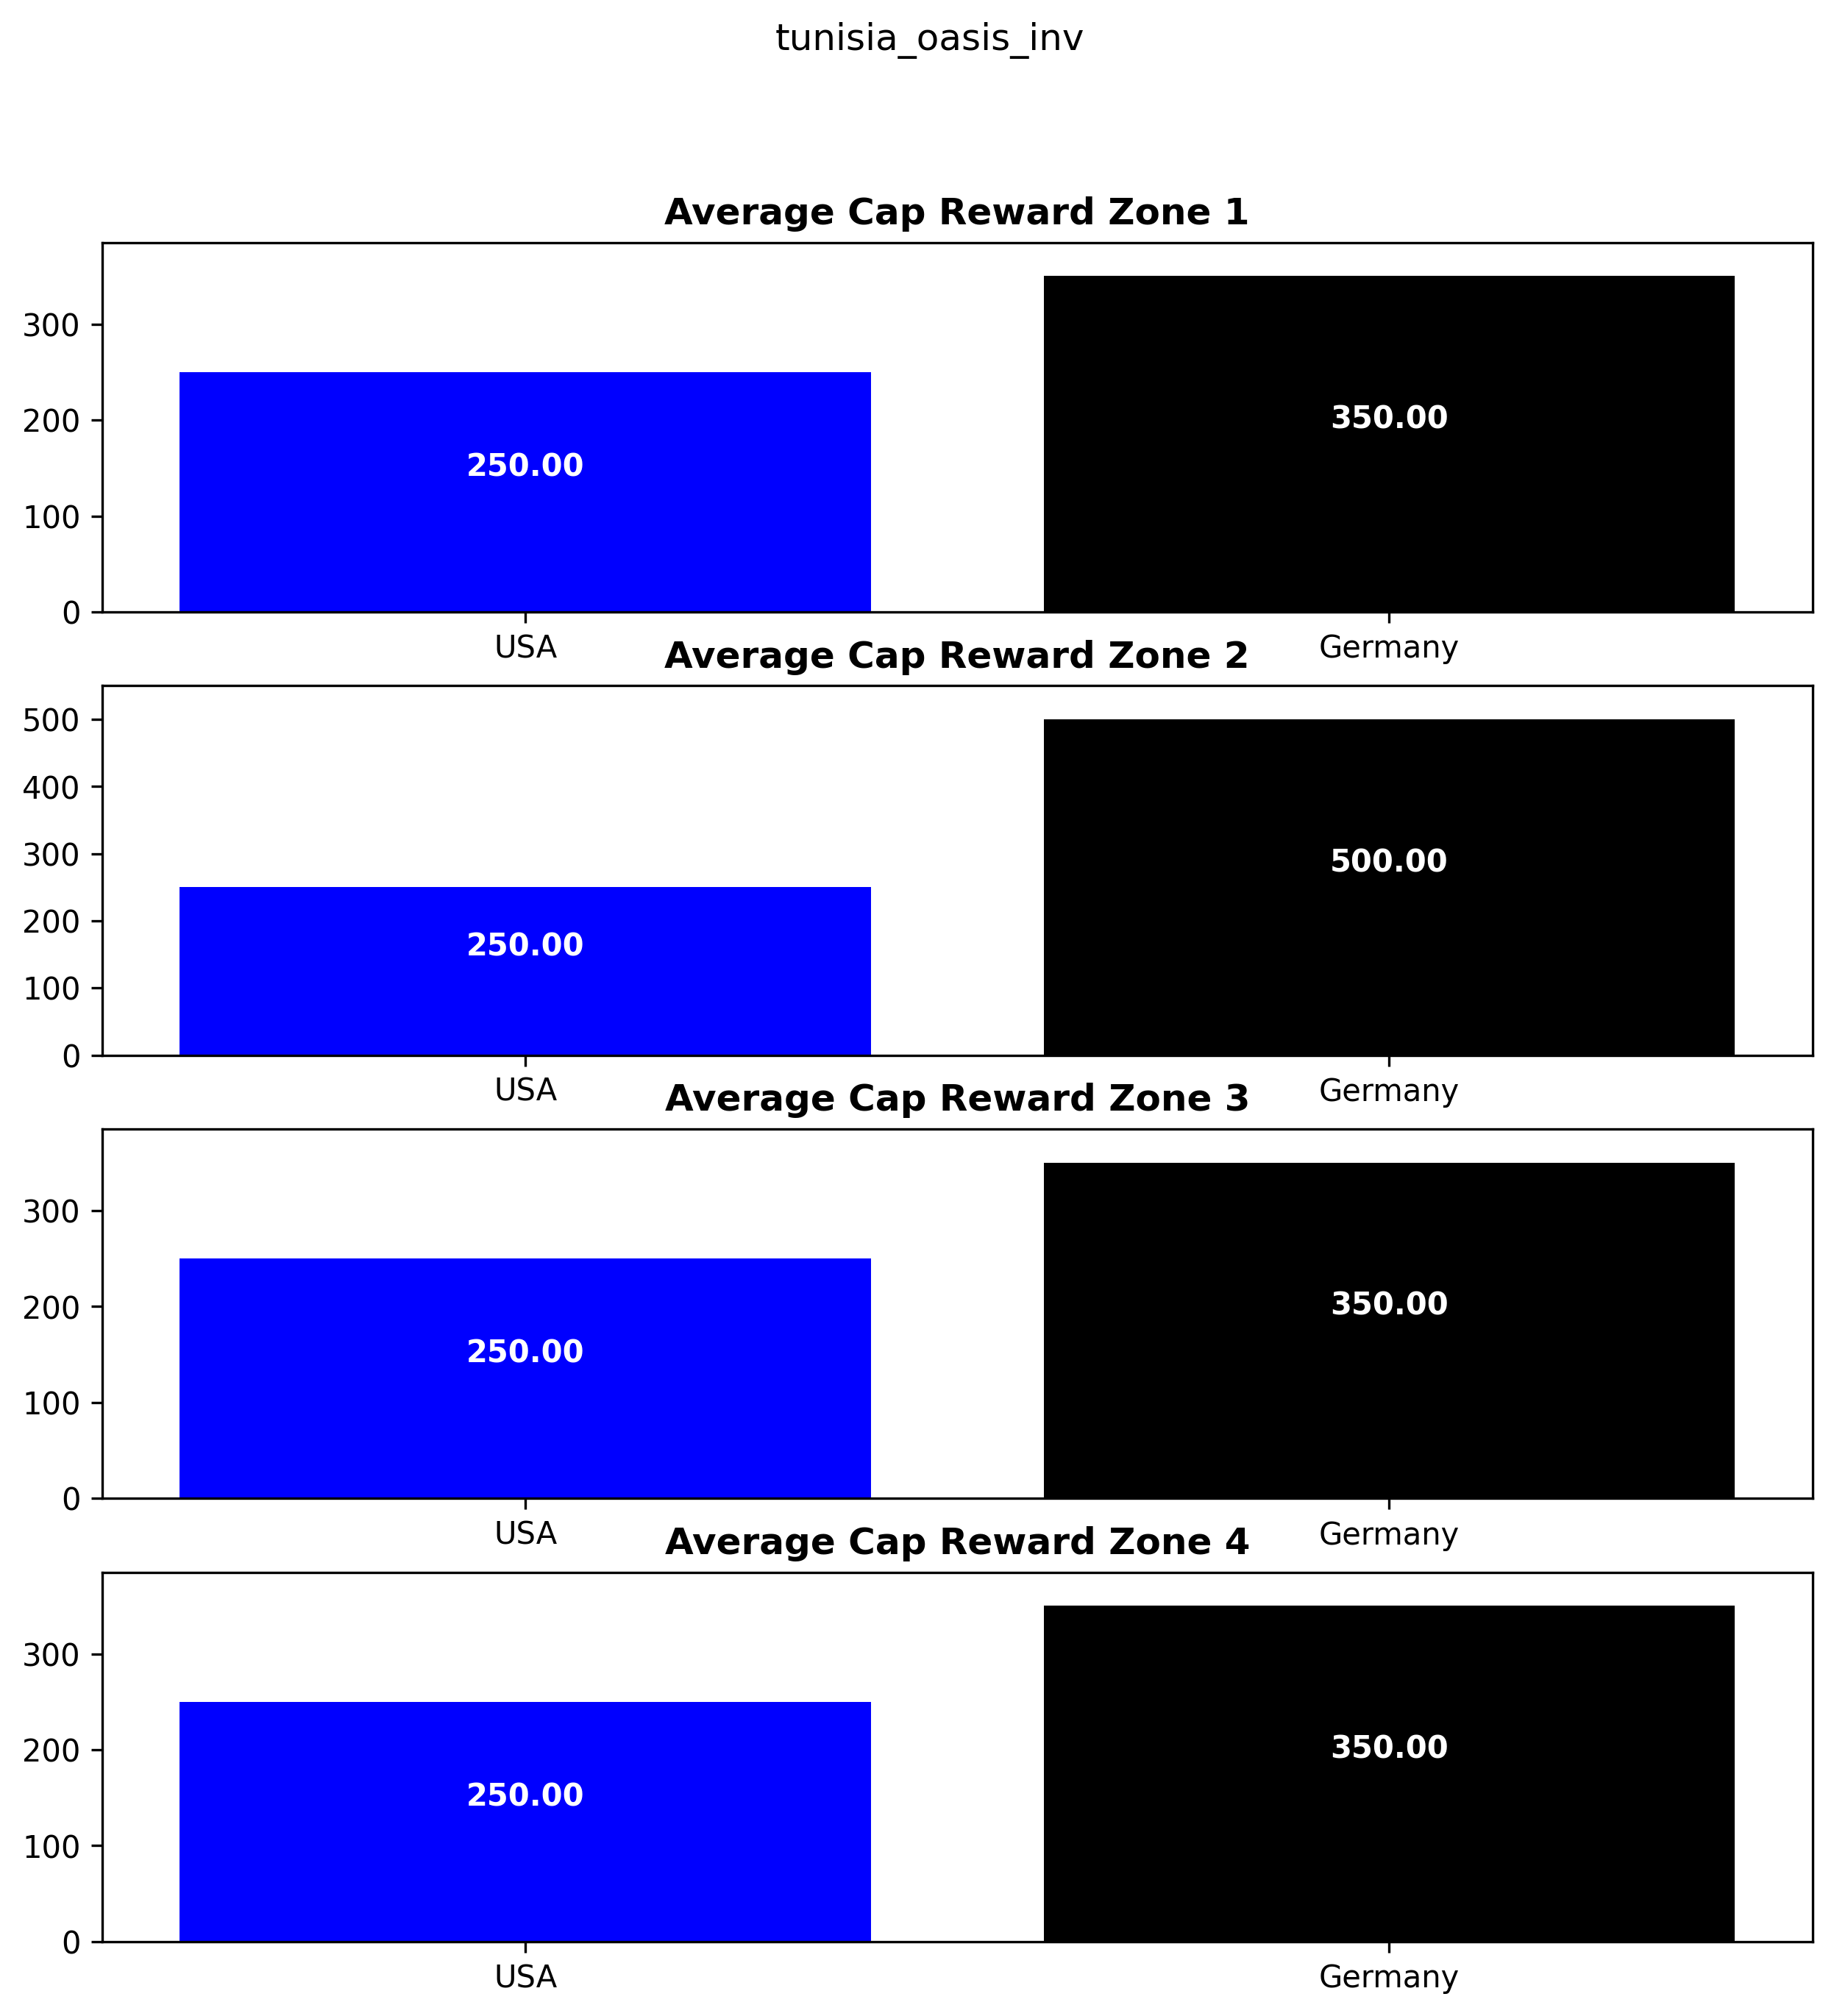 tunisia_oasis_inv
Average Cap Reward Zone 1
300
200
100
0
250.00
350.00
USA
Germany
Average Cap Reward Zone 2
500
400
300
200
100
0
500.00
250.00
USA
Germany
Average Cap Reward Zone 3
300
200
100
0
250.00
350.00
USA
Germany
Average Cap Reward Zone 4
300
200
100
0
250.00
350.00
USA
Germany